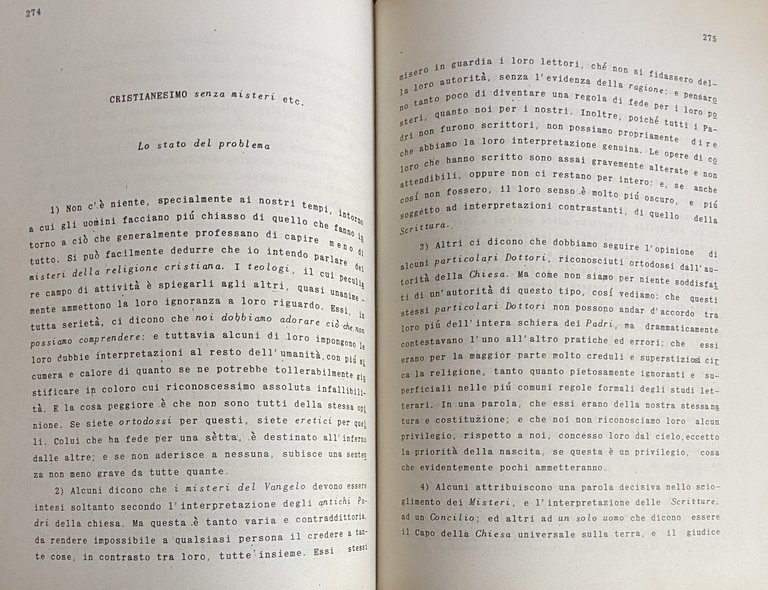 274
CRISTIANESIMO senza misteri etc.
Lo stato del problema
1) Non c'è niente, specialmente ai nostri tempi, intorno
a cui gli uomini facciano piú chiasso di quello che fanno in
torno a ciò che generalmente professano di capire meno di
tutto. Si può facilmente dedurre che io intendo parlare dei
misteri della religione cristiana. I teologi, il cui peculia
re campo di attività è spiegarli agli altri, quasi unanime-
mente ammettono la loro ignoranza a loro riguardo. Essi, in
tutta serietà, ci dicono che noi dobbiamo adorare ciò che non
possiamo comprendere: e tuttavia alcuni di loro impongono le
loro dubbie interpretazioni al resto dell'umanità, con piú si
cumera e calore di quanto se ne potrebbe tollerabilmente giu
stificare in coloro cui riconoscessimo assoluta infallibili-
tà. E la cosa peggiore è che non sono tutti della stessa opi
nione. Se siete ortodossi per questi, siete eretici per quel
li. Colui che ha fede per una sètta, è destinato all'inferno
dalle altre; e se non aderisce a nessuna, subisce una senten
za non meno grave da tutte quante.
2) Alcuni dicono che i misteri del Vangelo devono essere
intesi soltanto secondo l'interpretazione degli antichi Pa-
dri della chiesa. Ma questa è tanto varia e contraddittoria,
da rendere impossibile a qualsiasi persona il credere a tan-
te cose, in contrasto tra loro, tutte insieme. Essi stessi
275
misero in guardia i loro lettori, ché non si fidassero del-
la loro autorità, senza l'evidenza della ragione: e pensaro
no tanto poco di diventare una regola di fede per i loro po
steri, quanto noi per i nostri. Inoltre, poiché tutti i Pa-
dri non furono scrittori, non possiamo propriamente dire
che abbiamo la loro interpretazione genuina. Le opere di co
loro che hanno scritto sono assai gravemente alterate e non
attendibili, oppure non ci restano per intero: e, se anche
cosí non fossero, il loro senso è molto piú oscuro, e piú
soggetto ad interpretazioni contrastanti, di quello della
Scrittura.
3) Altri ci dicono che dobbiamo seguire l'opinione di
alcuni particolari Dottori, riconosciuti ortodossi dall'au-
torità della Chiesa. Ma come non siamo per niente soddisfat
ti di un'autorità di questo tipo, cosí vediamo: che questi
stessi particolari Dottori non possono andar d'accordo tra
loro piú dell'intera schiera dei Padri, ma drammaticamente
contestavano l'uno all'altro pratiche ed errori; che essi
erano per la maggior parte molto creduli e superstiziosi cir
ca la religione, tanto quanto pietosamente ignoranti e su-
perficiali nelle piú comuni regole formali degli studi let-
terari. In una parola, che essi erano della nostra stessa na
tura e costituzione; e che noi non riconosciamo loro alcun
privilegio, rispetto a noi, concesso loro dal cielo, eccetto
la priorità della nascita, se questa è un privilegio, cosa
che evidentemente pochi ammetteranno.
4) Alcuni attribuiscono una parola decisiva nello scio-
glimento dei Misteri, e l'interpretazione delle Scritture,
ad un Concilio; ed altri ad un solo uomo che dicono essere
il Capo della Chiesa universale sulla terra, e il giudice